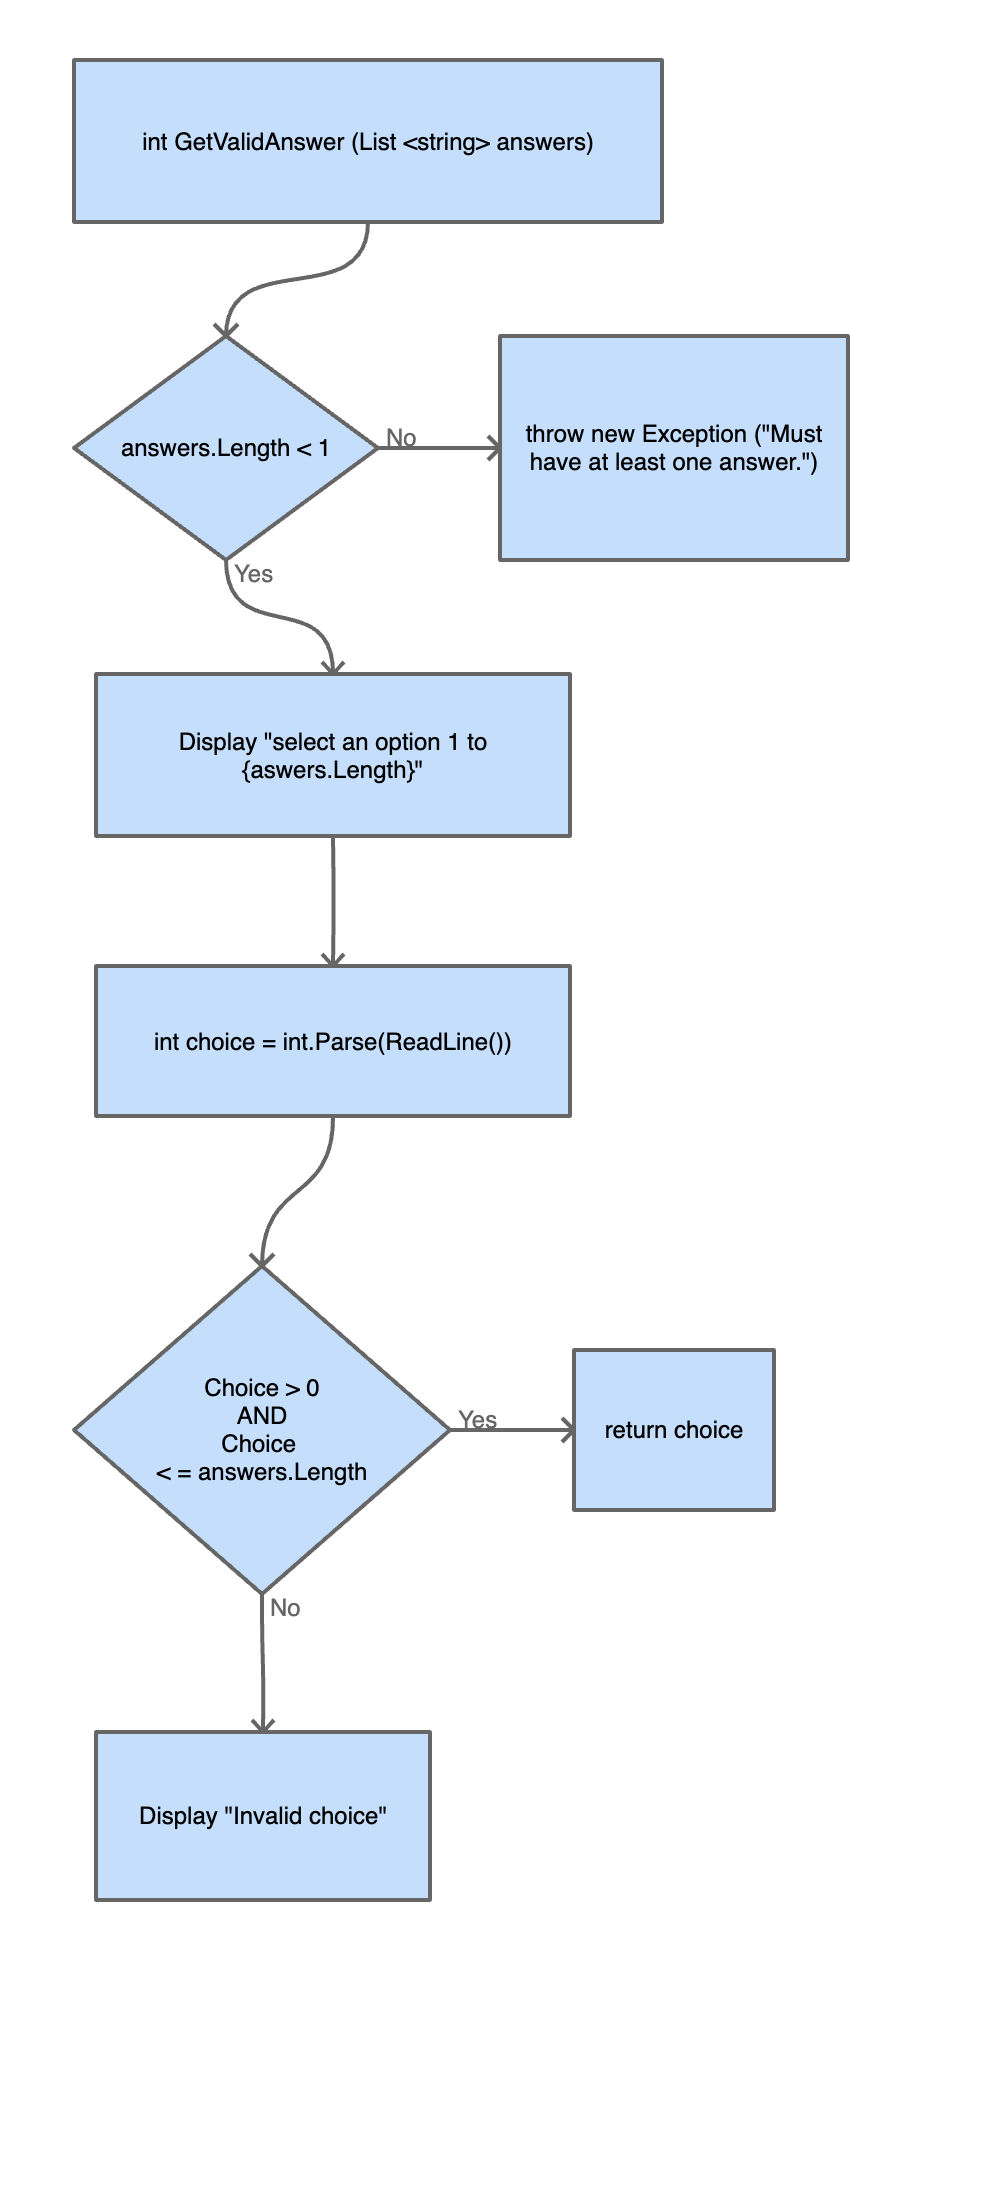 int GetValidAnswer (List <string> answers)
answers.Length < 1
No
throw new Exception ("Must
have at least one answer.")
Yes
Display "select an option 1 to
{aswers.Length}"
int choice = int.Parse(ReadLine())
Choice > 0
AND
Choice
< = answers.Length
Yes
return choice
No
Display "Invalid choice"